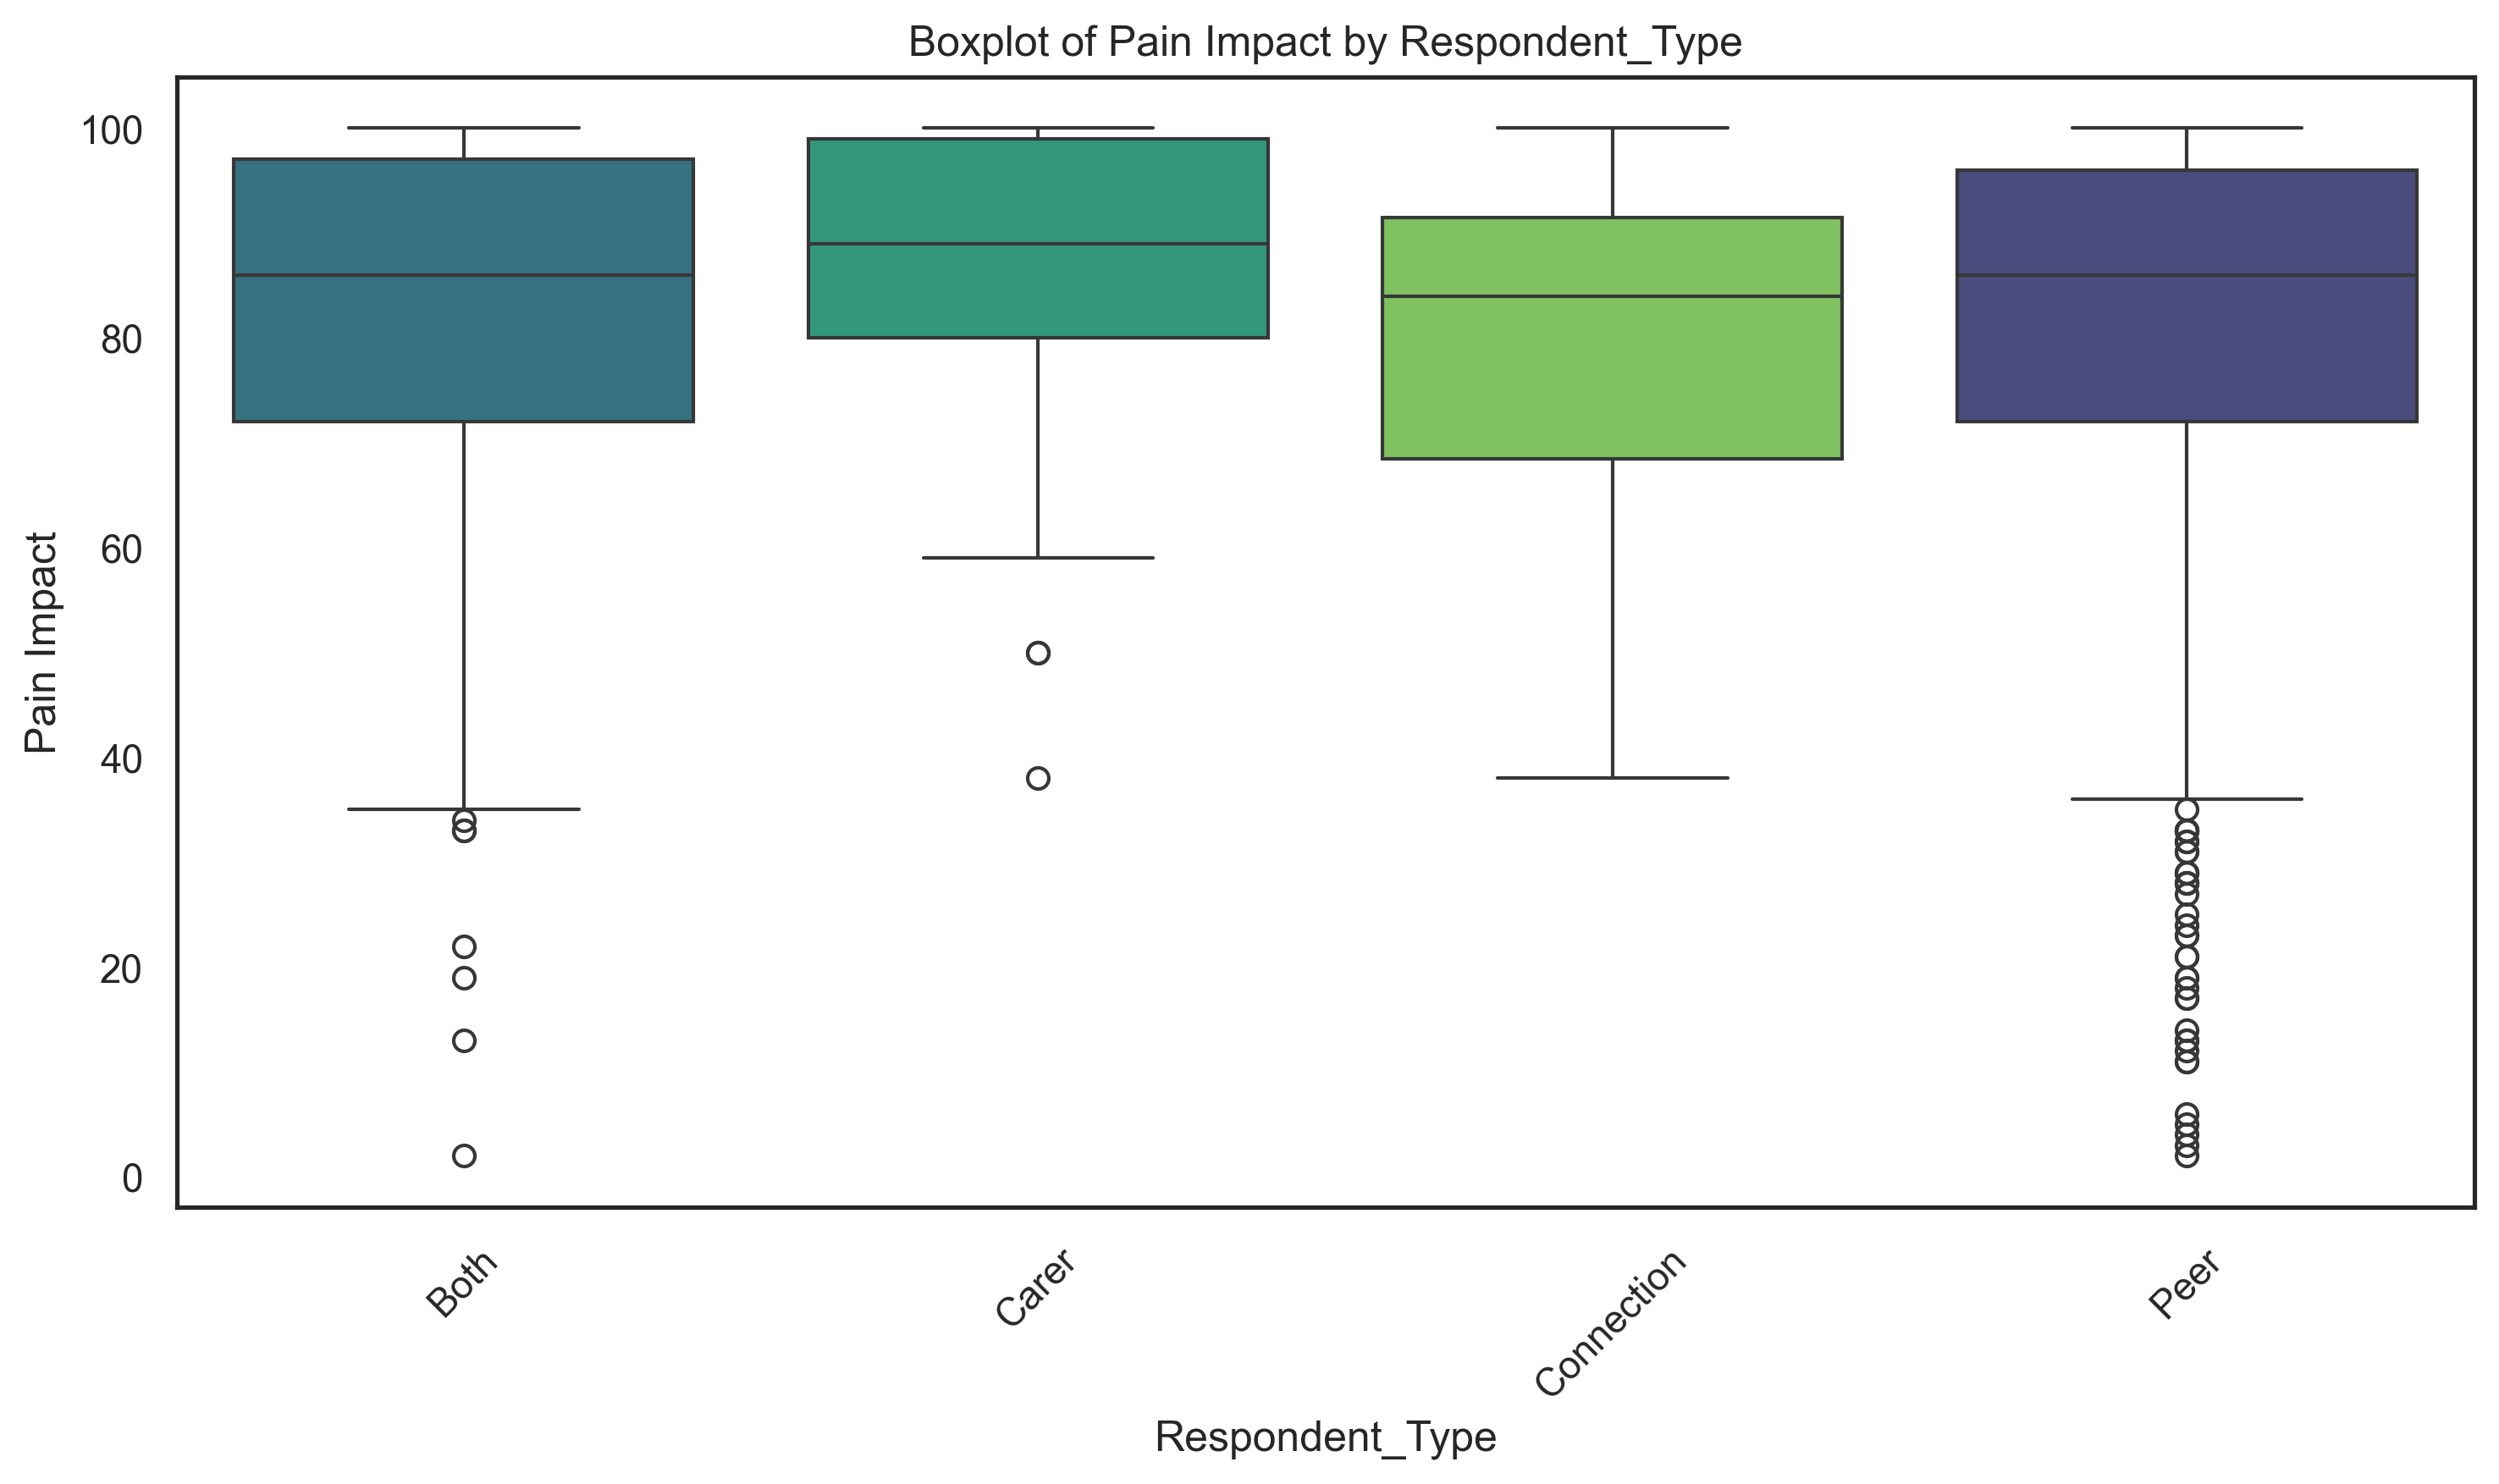 Boxplot of Pain Impact by Respondent_Type
Pain Impact
100
80
60
40
20
0
Both
Carer
Connection
Peer
Respondent_Type